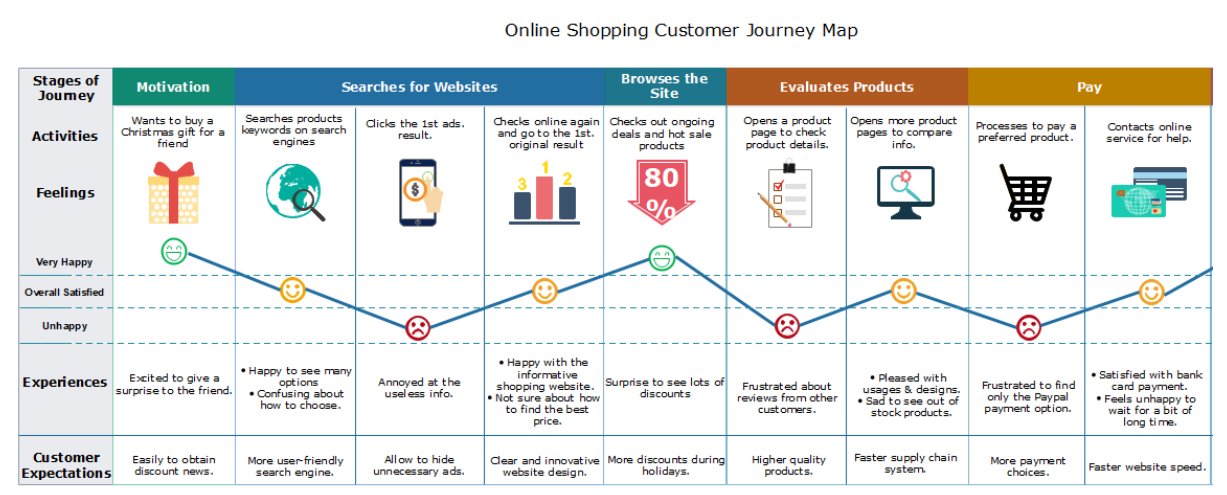 Online Shopping Customer Journey Map
Stages of
Journey
Motivation
Searches for Websites
Browses the
Site
Evaluates Products
Pay
Activities
Wants to buy a
Christmas gift for a
friend
Searches products
keywords on search
engines
Clicks the 1st ads.
result.
Checks online again
and go to the 1st.
original result
Checks out ongoing
deals and hot sale
products
Opens a product
page to check
product details.
Opens more product
pages to compare
info.
Processes to pay a
preferred product.
Contacts online
service for help.
Feelings
$
3 1 2
80
%
Very Happy
Overall Satisfied
Unhappy
Experiences
Excited to give a
surprise to the friend.
• Happy to see many
options
• Confusing about
how to choose.
Annoyed at the
useless info.
• Happy with the
informative
shopping website.
• Not sure about how
to find the best
price.
Surprise to see lots of
discounts
Frustrated about
reviews from other
customers.
• Pleased with
usages & designs.
• Sad to see out of
stock products.
Frustrated to find
only the Paypal
payment option.
• Satisfied with bank
card payment.
• Feels unhappy to
wait for a bit of
long time.
Customer
Expectations
Easily to obtain
discount news.
More user-friendly
search engine.
Allow to hide
unnecessary ads.
Clear and innovative
website design.
More discounts during
holidays.
Higher quality
products.
Faster supply chain
system.
More payment
choices.
Faster website speed.